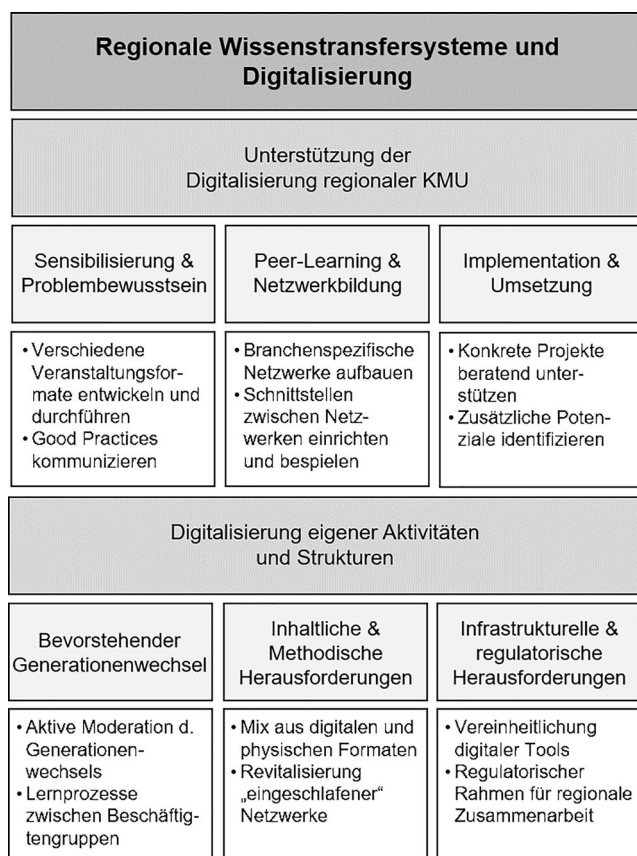 Regionale Wissenstransfersysteme und
Digitalisierung
Unterstützung der
Digitalisierung regionaler KMU
Sensibilisierung &
Problembewusstsein
Peer-Learning &
Netzwerkbildung
Implementation &
Umsetzung
• Verschiedene
Veranstaltungsfor-
mate entwickeln und
durchführen
• Good Practices
kommunizieren
• Branchenspezifische
Netzwerke aufbauen
• Schnittstellen
zwischen Netz-
werken einrichten
und bespielen
• Konkrete Projekte
beratend unter-
stützen
• Zusätzliche Poten-
ziale identifizieren
Digitalisierung eigener Aktivitäten
und Strukturen
Bevorstehender
Generationenwechsel
Inhaltliche &
Methodische
Herausforderungen
Infrastrukturelle &
regulatorische
Herausforderungen
• Aktive Moderation d.
Generationen-
wechsels
• Lernprozesse
zwischen Beschäftig-
tengruppen
• Mix aus digitalen und
physischen Formaten
• Revitalisierung
„eingeschlafener“
Netzwerke
• Vereinheitlichung
digitaler Tools
• Regulatorischer
Rahmen für regionale
Zusammenarbeit